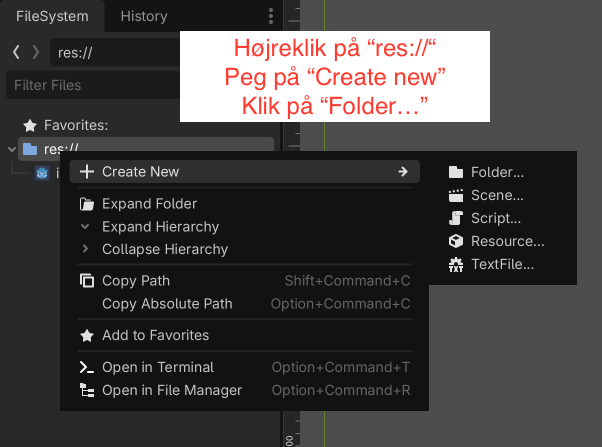 FileSystem
History
res://
Filter Files
Højreklik på “res://“
Peg på “Create new”
Klik på “Folder…”
Favorites:
res://
Create New
Expand Folder
Expand Hierarchy
Collapse Hierarchy
Copy Path Shift+Command+C
Copy Absolute Path Option+Command+C
Add to Favorites
Open in Terminal Option+Command+T
Open in File Manager Option+Command+R
Folder...
Scene...
Script...
Resource...
TextFile...